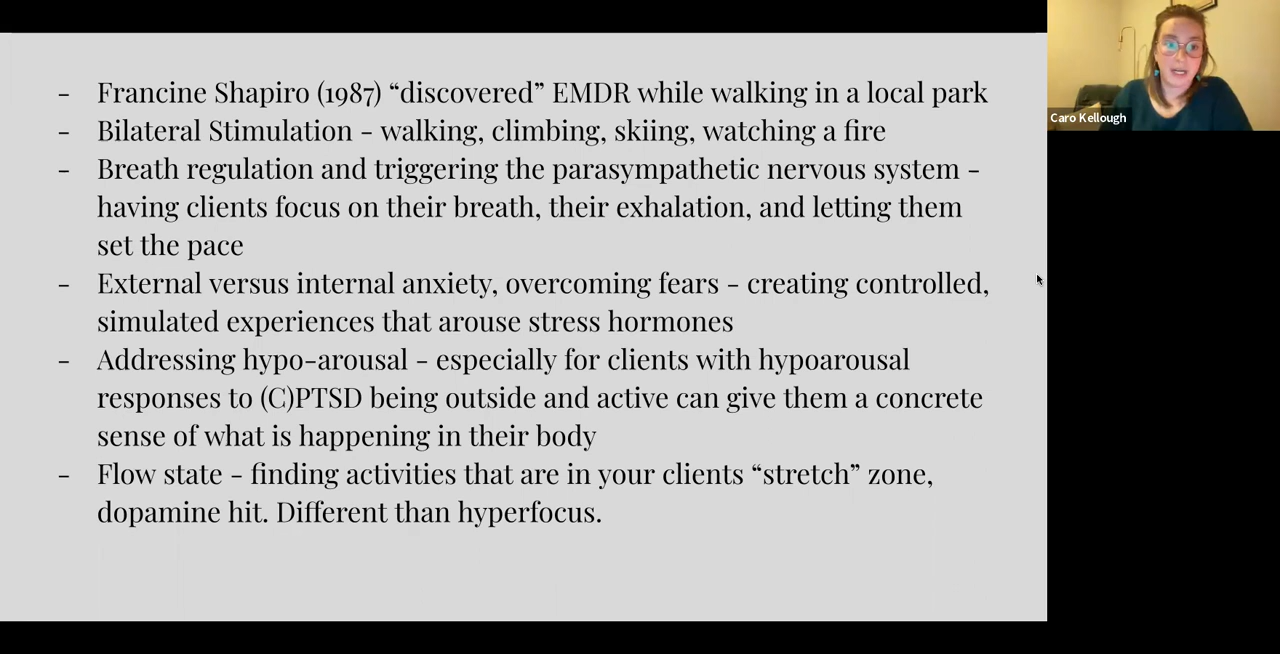 - Francine Shapiro (1987) “discovered” EMDR while walking in a local park
- Bilateral Stimulation - walking, climbing, skiing, watching a fire
- Breath regulation and triggering the parasympathetic nervous system -
having clients focus on their breath, their exhalation, and letting them
set the pace
- External versus internal anxiety, overcoming fears - creating controlled,
simulated experiences that arouse stress hormones
- Addressing hypo-arousal - especially for clients with hypoarousal
responses to (C)PTSD being outside and active can give them a concrete
sense of what is happening in their body
- Flow state - finding activities that are in your clients “stretch” zone,
dopamine hit. Different than hyperfocus.
Caro Kellough